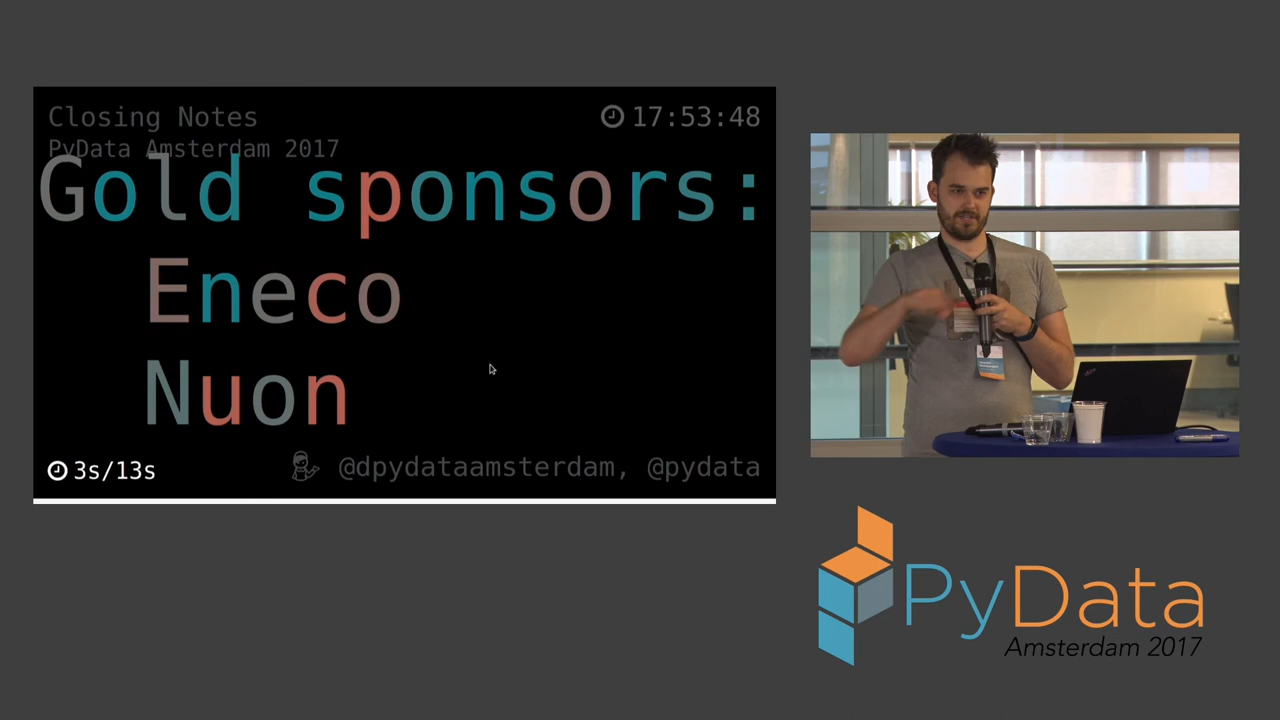 Closing Notes
17:53:48
PyData Amsterdam 2017
Gold sponsors:
Eneco
Nuon
3s/13s
@dpydataamsterdam, @pydata
PyData
Amsterdam 2017